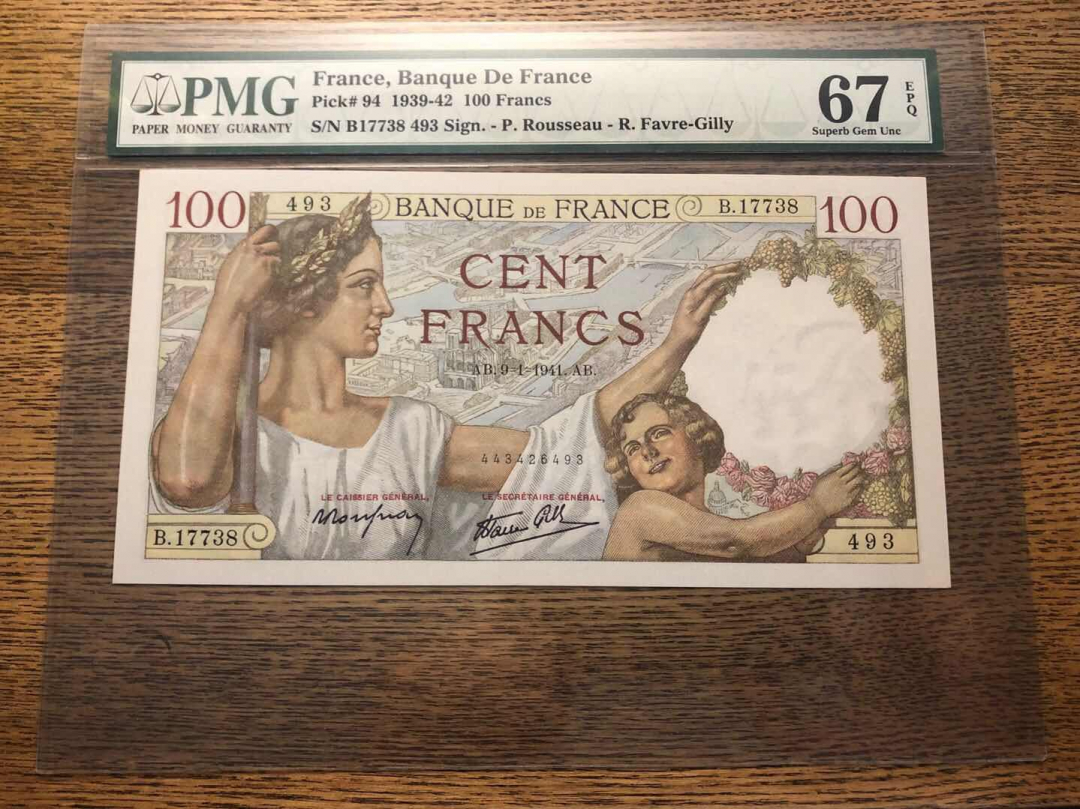 PMG
PAPER MONEY GUARANTY
France, Banque De France
Pick# 94 1939-42 100 Francs
S/N B17738 493 Sign. - P. Rousseau - R. Favre-Gilly
67 EPQ
Superb Gem Unc
100 493 BANQUE DE FRANCE B.17738 100
CENT
FRANCS
AB. 9-1-1941. AB.
443426493
LE CAISSIER GÉNÉRAL, LE SECRÉTAIRE GÉNÉRAL,
B.17738 493